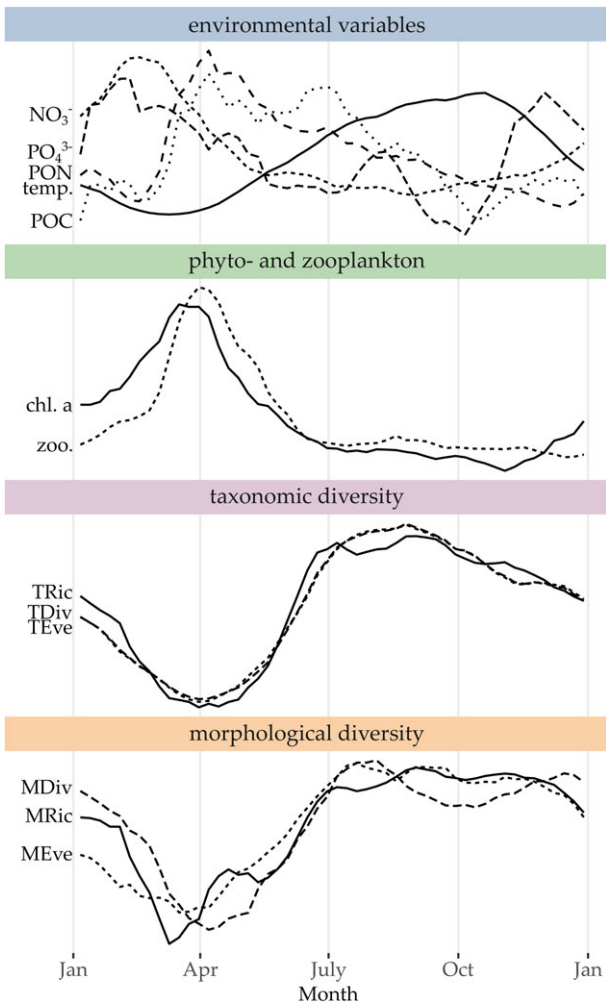 environmental variables
NO₃⁻
PO₄³⁻
PON
temp.
POC
phyto- and zooplankton
chl. a
zoo.
taxonomic diversity
TRic
TDiv
TEve
morphological diversity
MDiv
MRic
MEve
Jan Apr July Oct Jan
Month